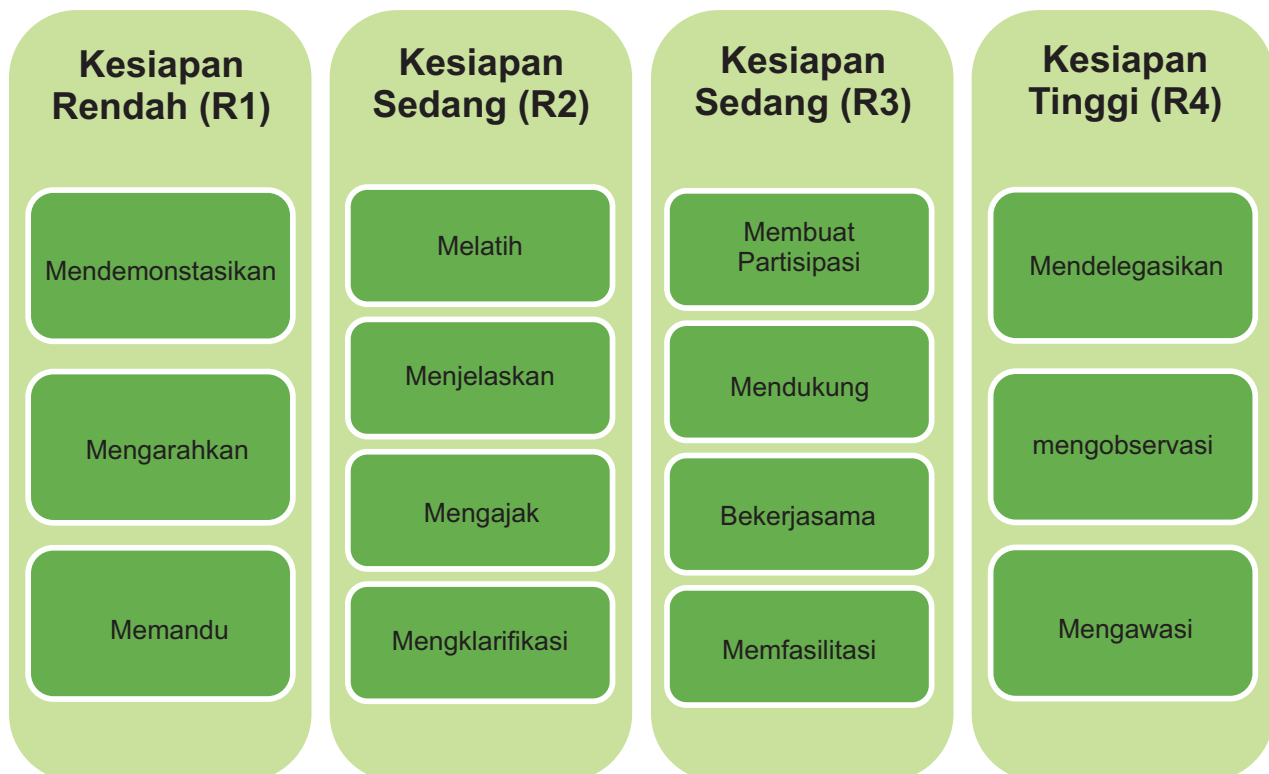 Kesiapan
Rendah (R1)
Mendemonstasikan
Mengarahkan
Memandu
Kesiapan
Sedang (R2)
Melatih
Menjelaskan
Mengajak
Mengklarifikasi
Kesiapan
Sedang (R3)
Membuat
Partisipasi
Mendukung
Bekerjasama
Memfasilitasi
Kesiapan
Tinggi (R4)
Mendelegasikan
mengobservasi
Mengawasi